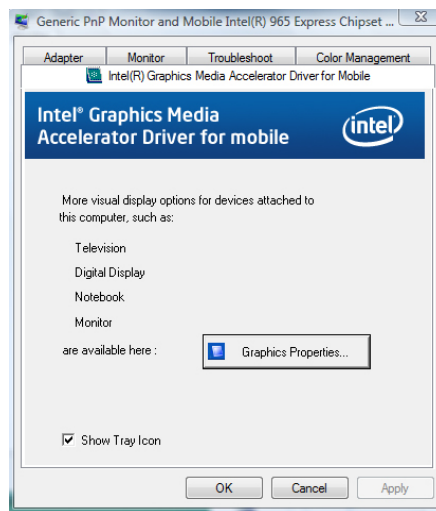 Generic PnP Monitor and Mobile Intel(R) 965 Express Chipset ...
Adapter Monitor Troubleshoot Color Management
Intel(R) Graphics Media Accelerator Driver for Mobile
Intel® Graphics Media
Accelerator Driver for mobile
intel
More visual display options for devices attached to
this computer, such as:
Television
Digital Display
Notebook
Monitor
are available here :
Graphics Properties...
Show Tray Icon
OK Cancel Apply